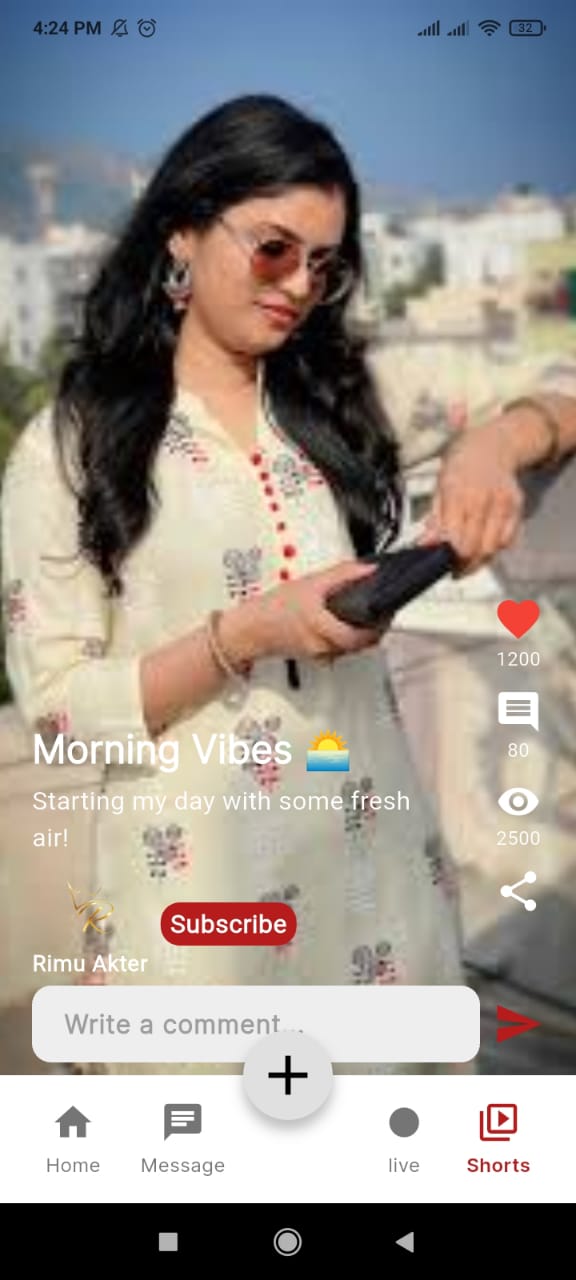 4:24 PM
32
1200
80
2500
Morning Vibes 🌅
Starting my day with some fresh
air!
VR
Subscribe
Rimu Akter
Write a comment...
Home
Message
live
Shorts